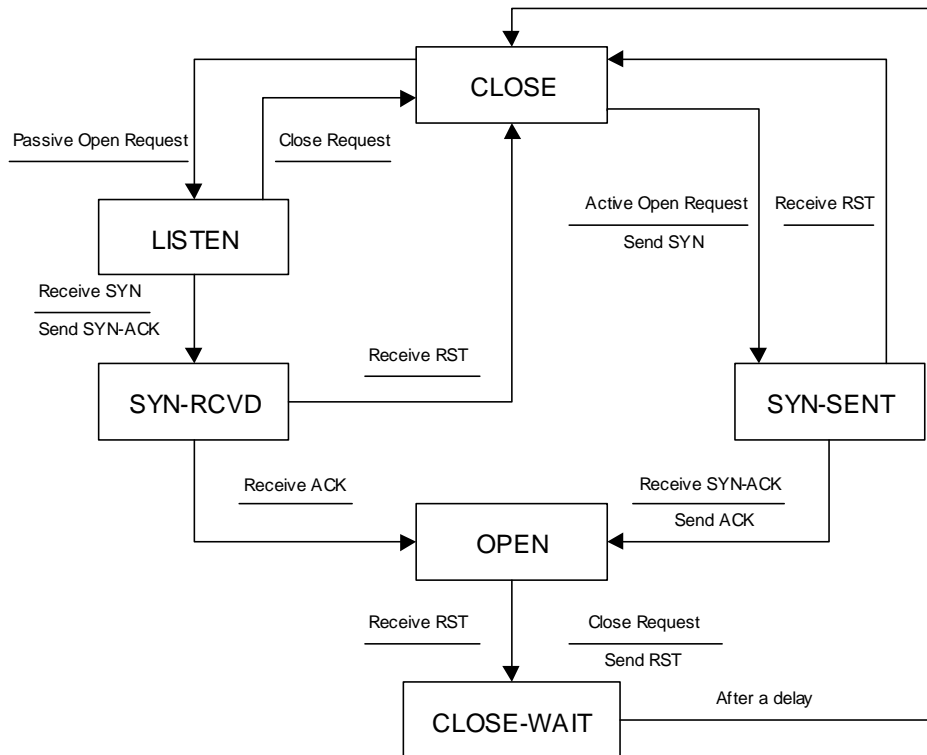 CLOSE
Passive Open Request
Close Request
Active Open Request
Send SYN
Receive RST
LISTEN
Receive SYN
Send SYN-ACK
Receive RST
SYN-RCVD
SYN-SENT
Receive ACK
Receive SYN-ACK
Send ACK
OPEN
Receive RST
Close Request
Send RST
CLOSE-WAIT
After a delay